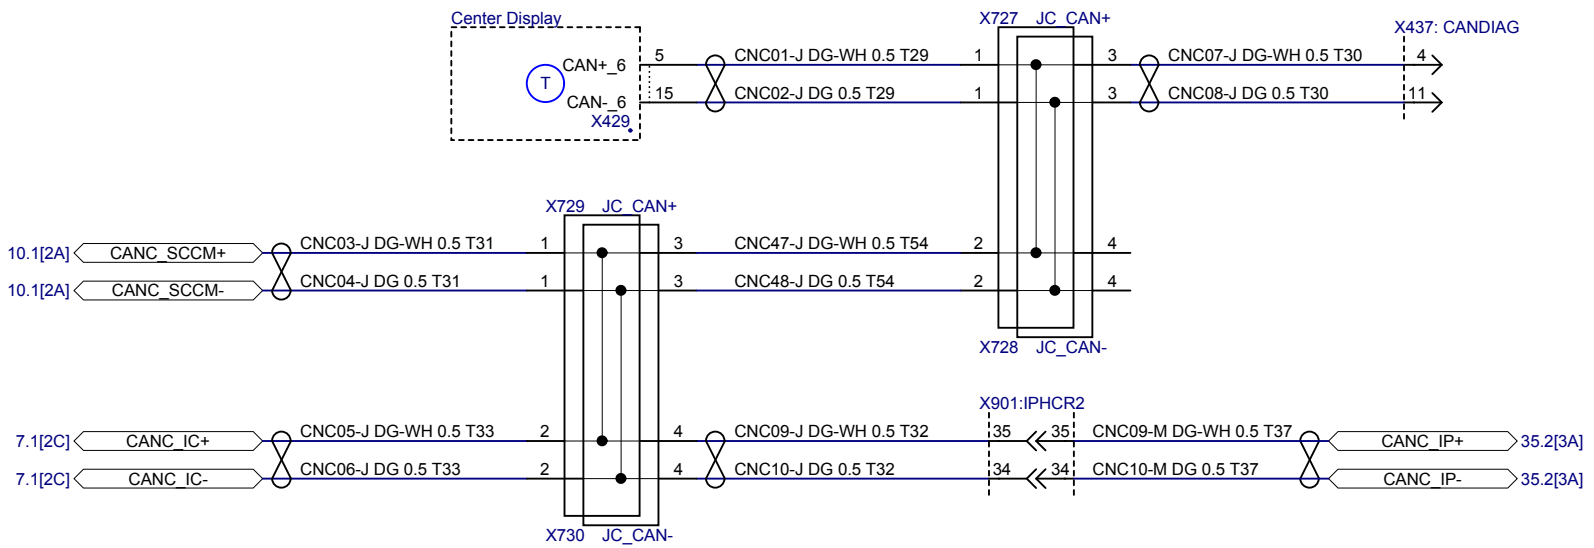 Center Display
X727 JC_CAN+
X437: CANDIAG
CAN+_6 5 CNC01-J DG-WH 0.5 T29 1 3 CNC07-J DG-WH 0.5 T30 4
T
CAN-_6 15 CNC02-J DG 0.5 T29 1 3 CNC08-J DG 0.5 T30 11
X429
X729 JC_CAN+
10.1[2A] CANC_SCCM+ CNC03-J DG-WH 0.5 T31 1 3 CNC47-J DG-WH 0.5 T54 2 4
10.1[2A] CANC_SCCM- CNC04-J DG 0.5 T31 1 3 CNC48-J DG 0.5 T54 2 4
X728 JC_CAN-
X901:IPHCR2
7.1[2C] CANC_IC+ CNC05-J DG-WH 0.5 T33 2 4 CNC09-J DG-WH 0.5 T32 35 35 CNC09-M DG-WH 0.5 T37 CANC_IP+ 35.2[3A]
7.1[2C] CANC_IC- CNC06-J DG 0.5 T33 2 4 CNC10-J DG 0.5 T32 34 34 CNC10-M DG 0.5 T37 CANC_IP- 35.2[3A]
X730 JC_CAN-